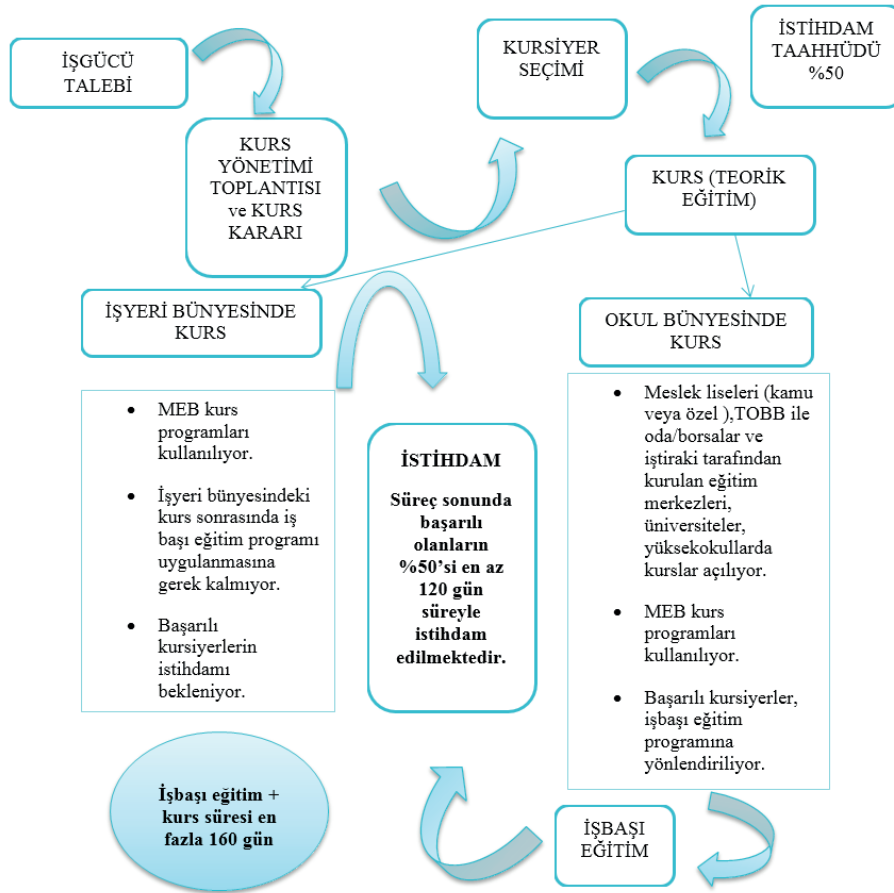 İŞGÜCÜ
TALEBİ
KURS
YÖNETİMİ
TOPLANTISI
ve KURS
KARARI
KURSİYER
SEÇİMİ
İSTİHDAM
TAAHHÜDÜ
%50
KURS (TEORİK
EĞİTİM)
İŞYERİ BÜNYESİNDE
KURS
• MEB kurs
programları
kullanılıyor.
• İşyeri bünyesindeki
kurs sonrasında iş
başı eğitim programı
uygulanmasına
gerek kalmıyor.
• Başarılı
kursiyerlerin
istihdamı
bekleniyor.
OKUL BÜNYESİNDE
KURS
• Meslek liseleri (kamu
veya özel ),TOBB ile
oda/borsalar ve
iştiraki tarafından
kurulan eğitim
merkezleri,
üniversiteler,
yüksekokullarda
kurslar açılıyor.
• MEB kurs
programları
kullanılıyor.
• Başarılı kursiyerler,
işbaşı eğitim
programına
yönlendiriliyor.
İŞBAŞI
EĞİTİM
İSTİHDAM
Süreç sonunda
başarılı
olanların
%50’si en az
120 gün
süreyle
istihdam
edilmektedir.
İşbaşı eğitim +
kurs süresi en
fazla 160 gün